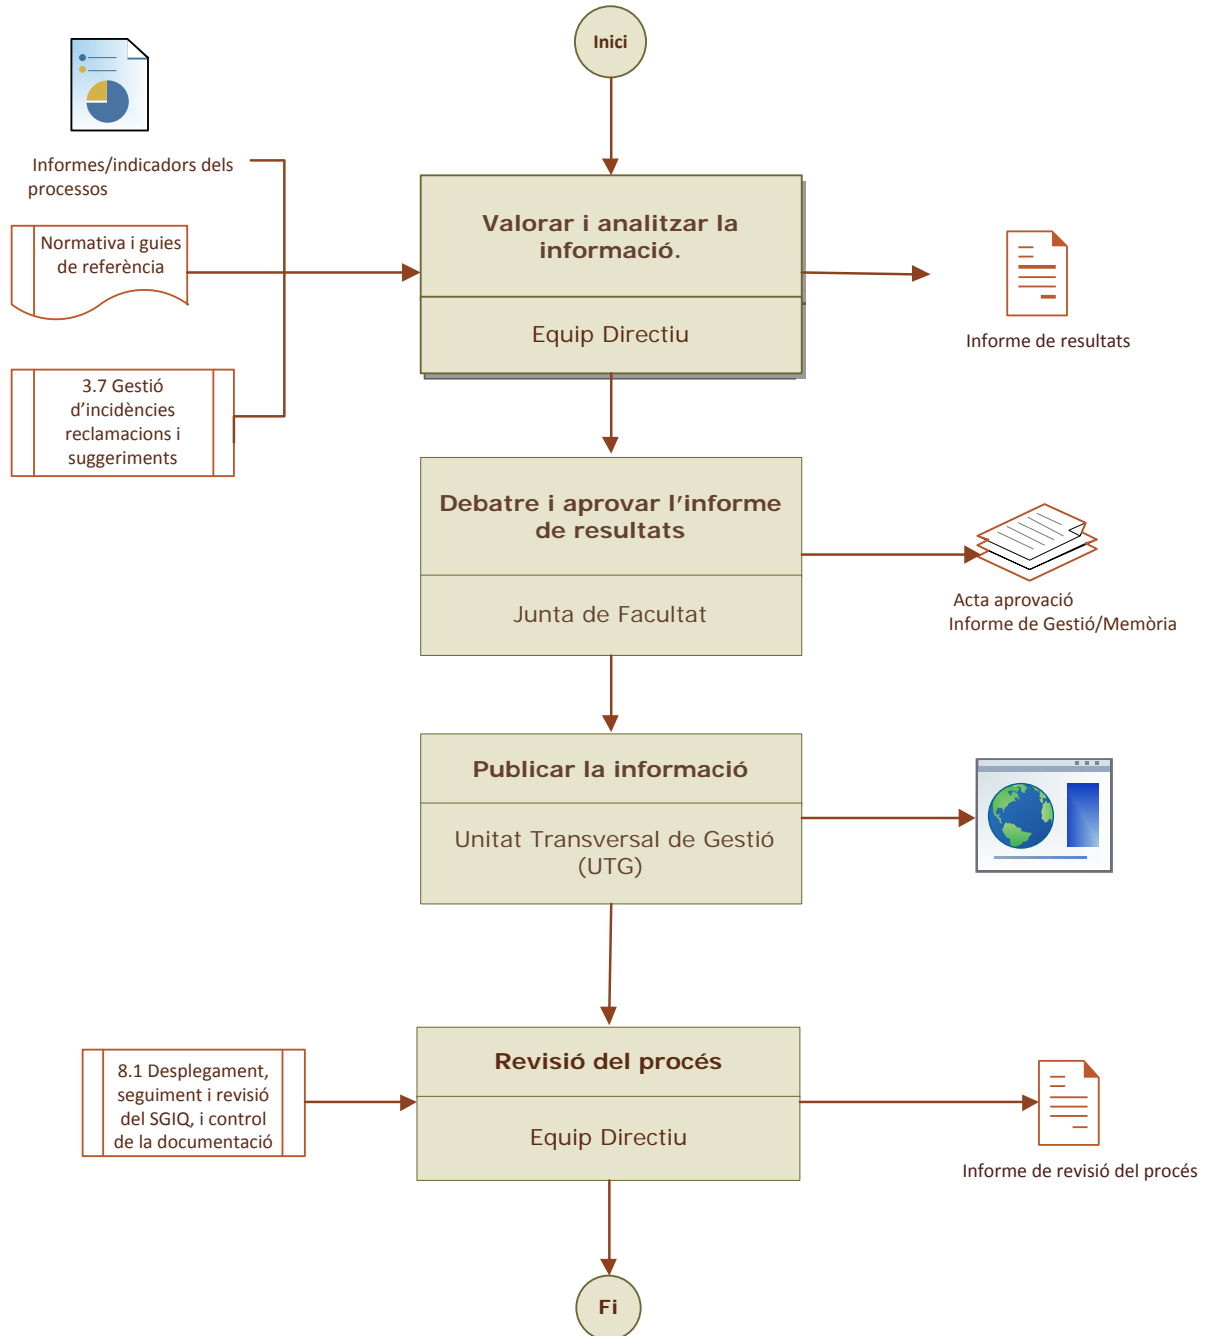 Inici
Informes/indicadors dels
processos
Valorar i analitzar la
informació.
Normativa i guies
de referència
Equip Directiu
Informe de resultats
3.7 Gestió
d’incidències
reclamacions i
suggeriments
Debatre i aprovar l’informe
de resultats
Junta de Facultat
Acta aprovació
Informe de Gestió/Memòria
Publicar la informació
Unitat Transversal de Gestió
(UTG)
Revisió del procés
8.1 Desplegament,
seguiment i revisió
del SGIQ, i control
de la documentació
Equip Directiu
Informe de revisió del procés
Fi